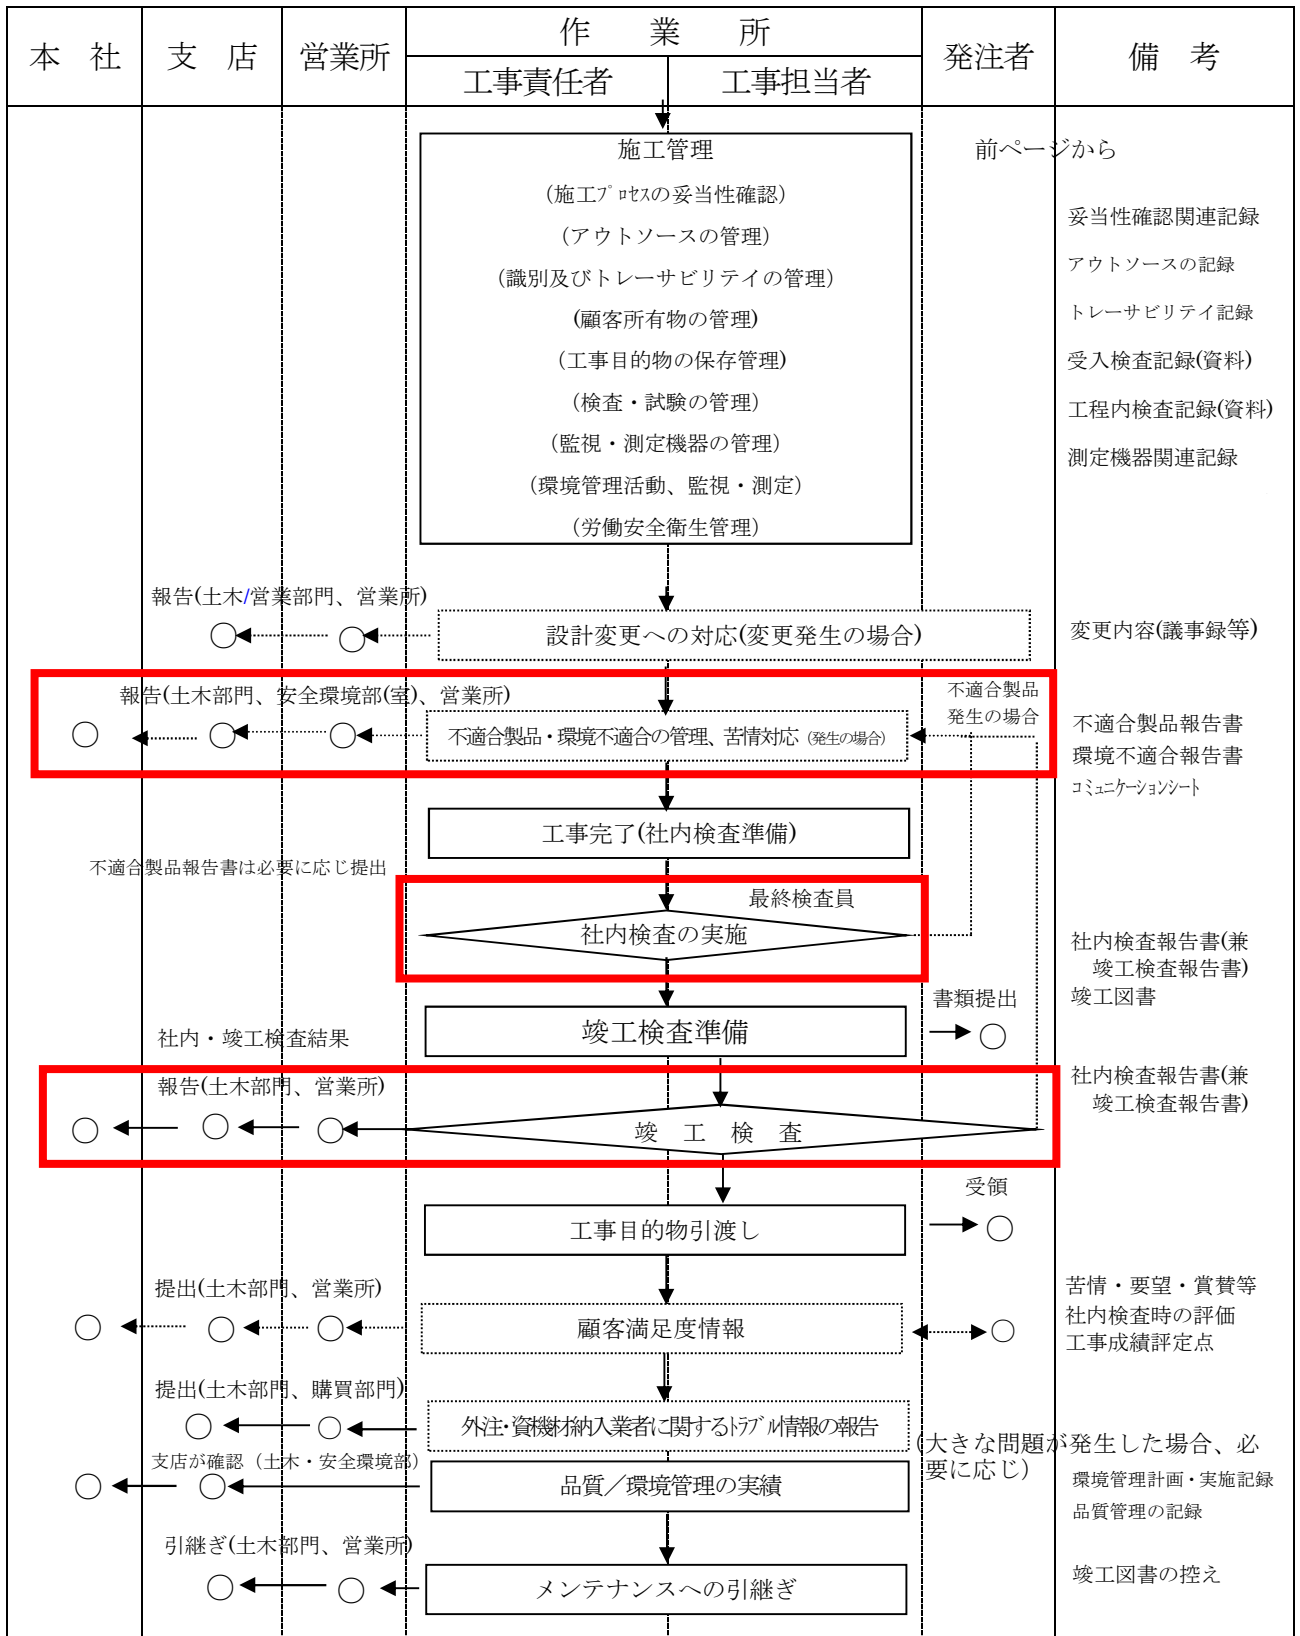 本　社
支　店
営業所
作　業　所
工事責任者
工事担当者
発注者
備　考
施工管理
(施工ﾌﾟﾛｾｽの妥当性確認)
(アウトソースの管理)
(識別及びトレーサビリテイの管理)
(顧客所有物の管理)
(工事目的物の保存管理)
(検査・試験の管理)
(監視・測定機器の管理)
(環境管理活動、監視・測定)
(労働安全衛生管理)
前ページから
妥当性確認関連記録
アウトソースの記録
トレーサビリテイ記録
受入検査記録(資料)
工程内検査記録(資料)
測定機器関連記録
報告(土木/営業部門、営業所)
設計変更への対応(変更発生の場合)
変更内容(議事録等)
報告(土木部門、安全環境部(室)、営業所)
不適合製品・環境不適合の管理、苦情対応（発生の場合）
不適合製品
発生の場合
不適合製品報告書
環境不適合報告書
ｺﾐｭﾆｹｰｼｮﾝｼｰﾄ
工事完了(社内検査準備)
不適合製品報告書は必要に応じ提出
最終検査員
社内検査の実施
社内検査報告書(兼
竣工検査報告書)
竣工図書
書類提出
竣工検査準備
社内・竣工検査結果
報告(土木部門、営業所)
竣　工　検　査
社内検査報告書(兼
竣工検査報告書)
受領
工事目的物引渡し
提出(土木部門、営業所)
顧客満足度情報
苦情・要望・賞賛等
社内検査時の評価
工事成績評定点
提出(土木部門、購買部門)
外注・資機材納入業者に関するﾄﾗﾌﾞﾙ情報の報告
(大きな問題が発生した場合、必
要に応じ)
支店が確認（土木・安全環境部）
品質／環境管理の実績
環境管理計画・実施記録
品質管理の記録
引継ぎ(土木部門、営業所)
メンテナンスへの引継ぎ
竣工図書の控え